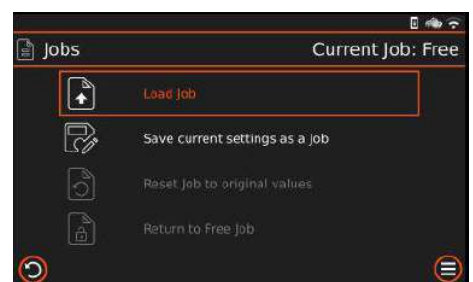 Jobs
Current Job: Free
Load Job
Save current settings as a Job
Reset Job to original values
Return to Free Job